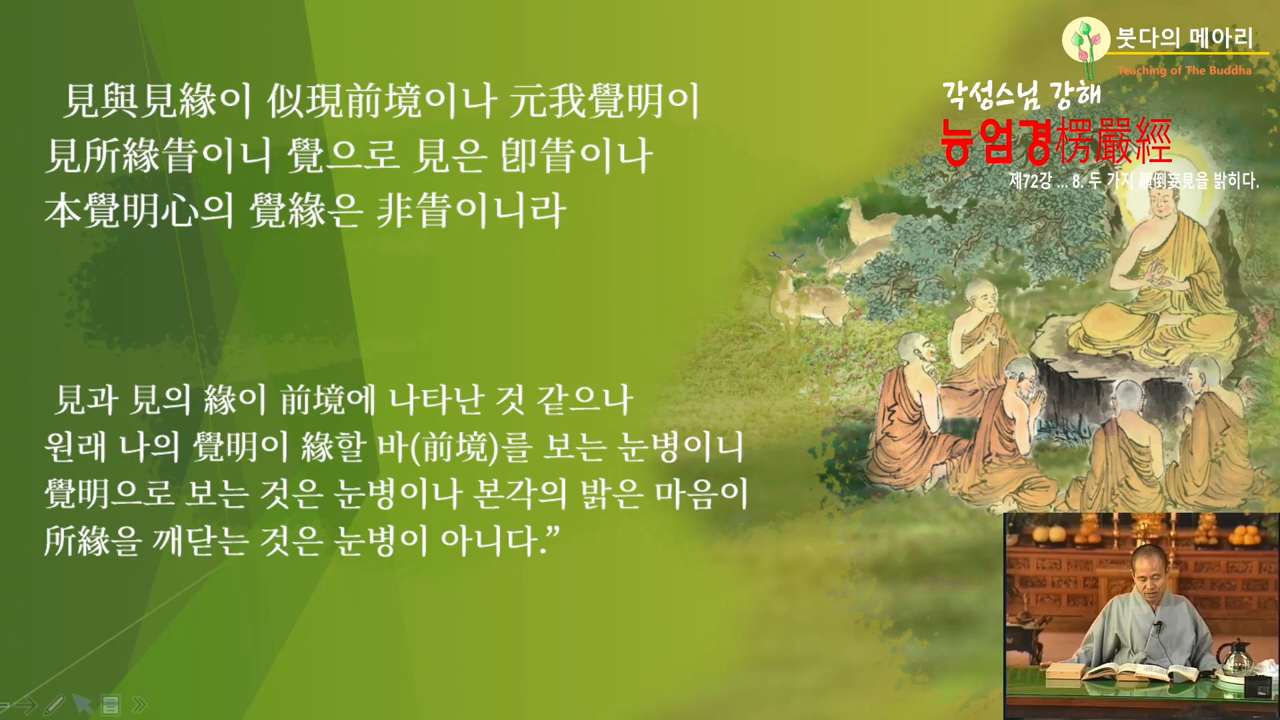 붓다의 메아리
Teaching of The Buddha
각성스님 강해
능엄경楞嚴經
제72강 ... 8. 두 가지 顚倒妄見을 밝히다.
見與見緣이 似現前境이나 元我覺明이
見所緣眚이니 覺으로 見은 卽眚이나
本覺明心의 覺緣은 非眚이니라
見과 見의 緣이 前境에 나타난 것 같으나
원래 나의 覺明이 緣할 바(前境)를 보는 눈병이니
覺明으로 보는 것은 눈병이나 본각의 밝은 마음이
所緣을 깨닫는 것은 눈병이 아니다.”